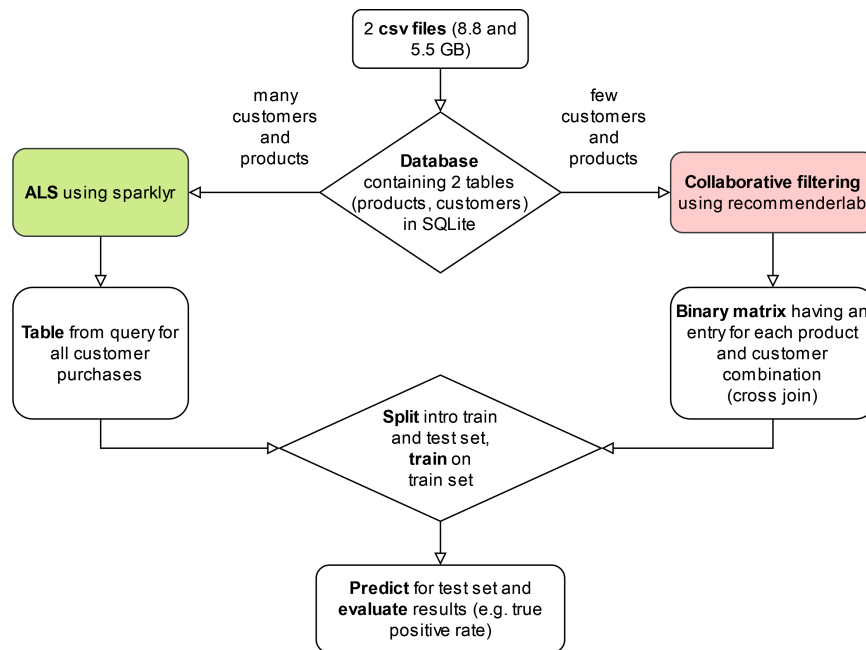 2 csv files (8.8 and
5.5 GB)
many
customers
and
products
few
customers
and
products
Database
containing 2 tables
(products, customers)
in SQLite
ALS using sparklyr
Collaborative filtering
using recommenderlab
Table from query for
all customer
purchases
Binary matrix having an
entry for each product
and customer
combination
(cross join)
Split intro train
and test set,
train on
train set
Predict for test set and
evaluate results (e.g. true
positive rate)